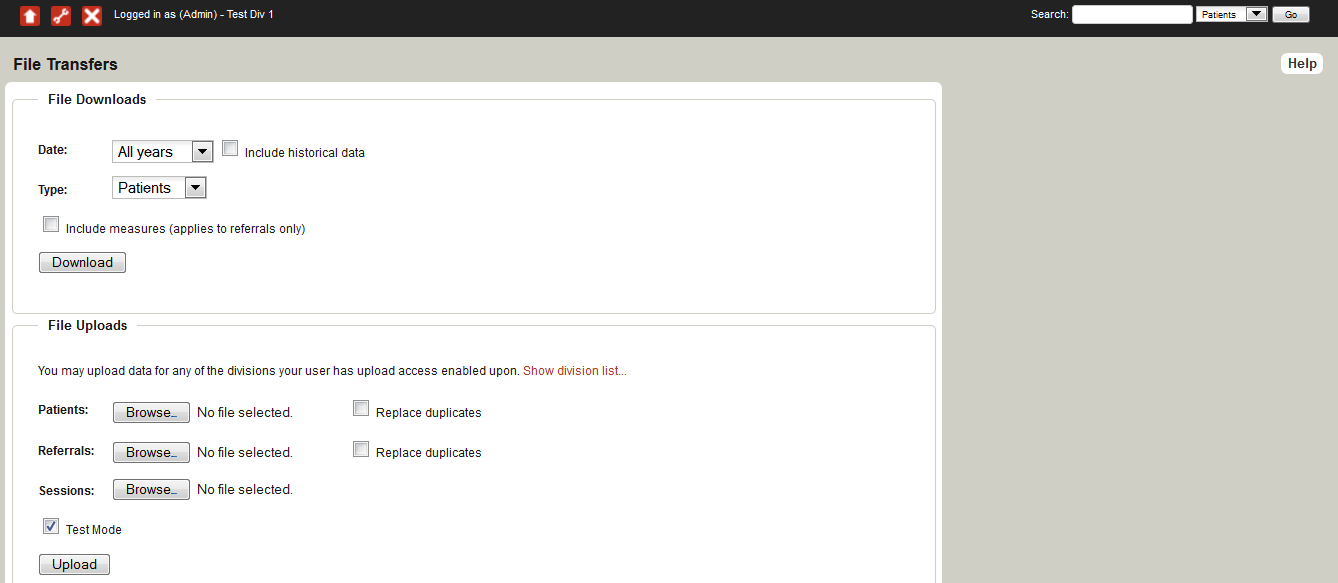 Logged in as (Admin) - Test Div 1
Search: Patients Go
File Transfers
Help
File Downloads
Date: All years Include historical data
Type: Patients
Include measures (applies to referrals only)
Download
File Uploads
You may upload data for any of the divisions your user has upload access enabled upon. Show division list...
Patients: Browse... No file selected. Replace duplicates
Referrals: Browse... No file selected. Replace duplicates
Sessions: Browse... No file selected.
Test Mode
Upload